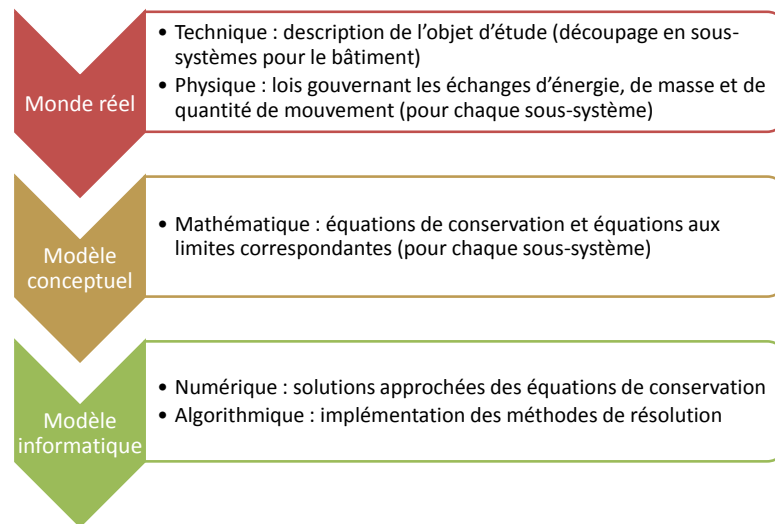 Monde réel
• Technique : description de l’objet d’étude (découpage en sous-
systèmes pour le bâtiment)
• Physique : lois gouvernant les échanges d’énergie, de masse et de
quantité de mouvement (pour chaque sous-système)
Modèle
conceptuel
• Mathématique : équations de conservation et équations aux
limites correspondantes (pour chaque sous-système)
Modèle
informatique
• Numérique : solutions approchées des équations de conservation
• Algorithmique : implémentation des méthodes de résolution